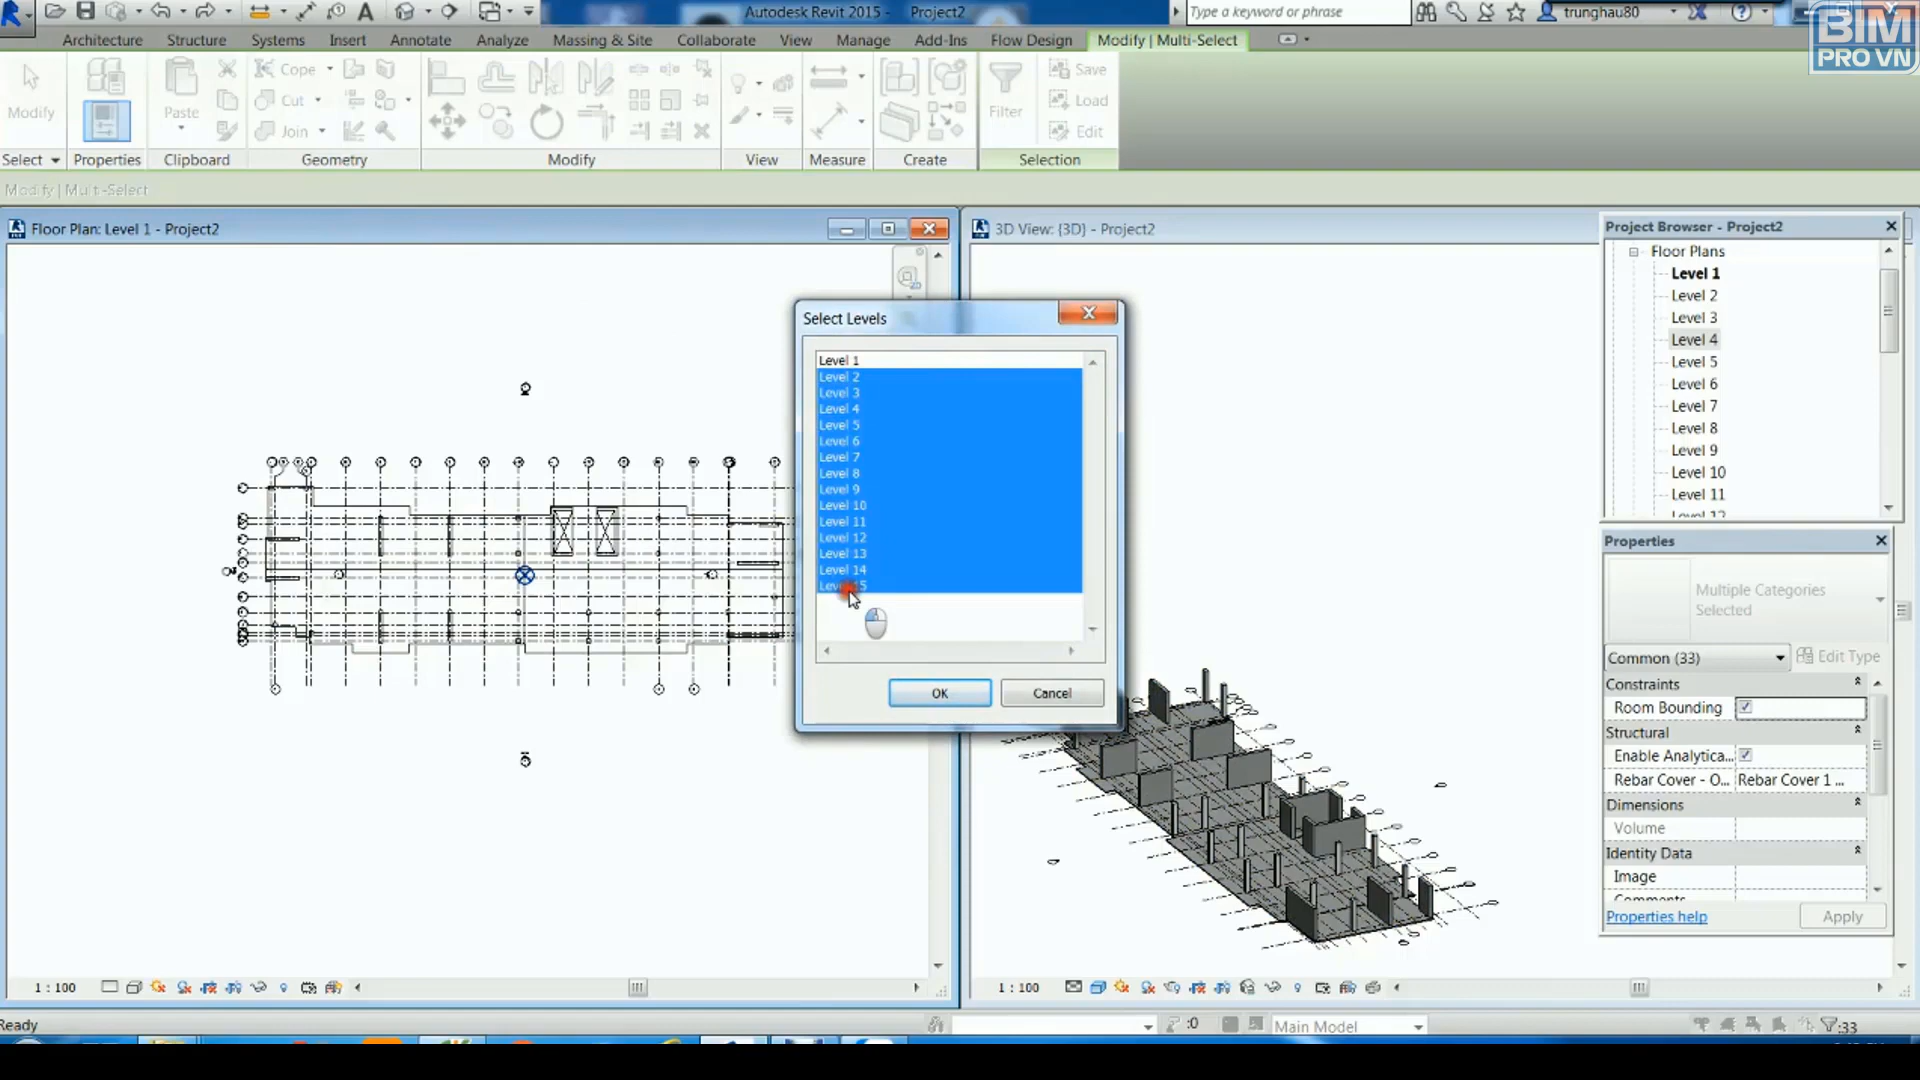 Autodesk Revit 2015 - Project2
Type a keyword or phrase
trunghau80
BIM
PRO VN
Architecture
Structure
Systems
Insert
Annotate
Analyze
Massing & Site
Collaborate
View
Manage
Add-Ins
Flow Design
Modify | Multi-Select
Modify
Paste
Cope
Cut
Join
Filter
Save
Load
Edit
Select
Properties
Clipboard
Geometry
Modify
View
Measure
Create
Selection
Modify | Multi-Select
Floor Plan: Level 1 - Project2
3D View: {3D} - Project2
Select Levels
Level 1
Level 2
Level 3
Level 4
Level 5
Level 6
Level 7
Level 8
Level 9
Level 10
Level 11
Level 12
Level 13
Level 14
OK
Cancel
Project Browser - Project2
Floor Plans
Level 1
Level 2
Level 3
Level 4
Level 5
Level 6
Level 7
Level 8
Level 9
Level 10
Level 11
Level 12
Properties
Multiple Categories
Selected
Common (33)
Edit Type
Constraints
Room Bounding
Structural
Enable Analytica...
Rebar Cover - O...
Rebar Cover 1 ...
Dimensions
Volume
Identity Data
Image
Comments
Properties help
Apply
1 : 100
1 : 100
Ready
:0
Main Model
:33